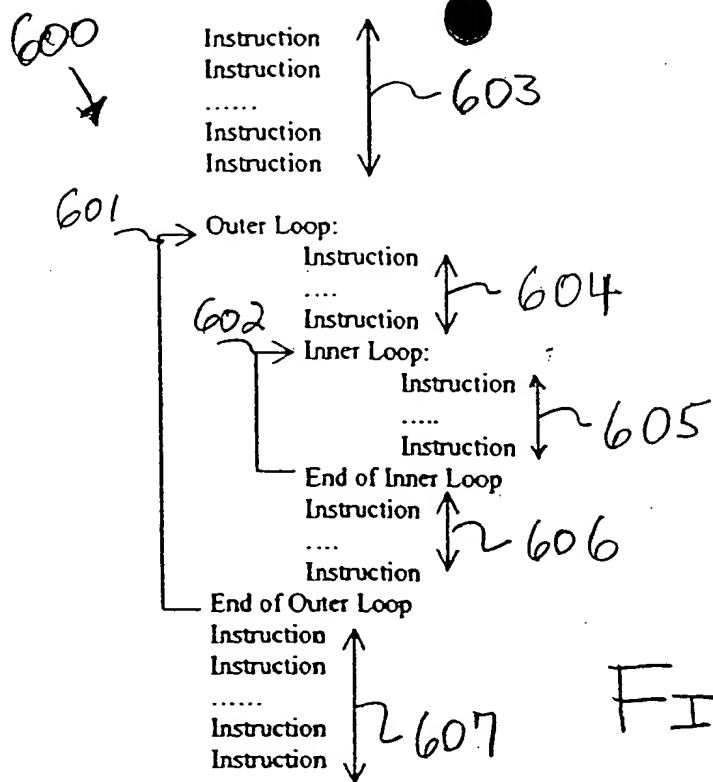 600
Instruction
Instruction
......
Instruction
Instruction
603
601
Outer Loop:
Instruction
....
Instruction
604
602
Inner Loop:
Instruction
.....
Instruction
605
End of Inner Loop
Instruction
....
Instruction
606
End of Outer Loop
Instruction
Instruction
......
Instruction
Instruction
607